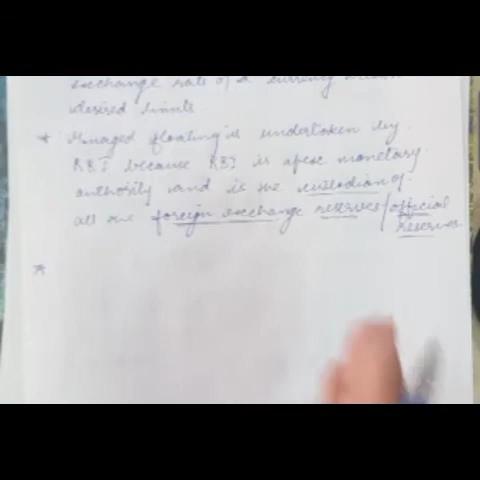 exchange rate of a currency within
desired limits.
* Managed floating is undertaken by
RBI because RBI is apex monetary
authority and is the custodian of
all the foreign exchange reserves/official
reserves
*